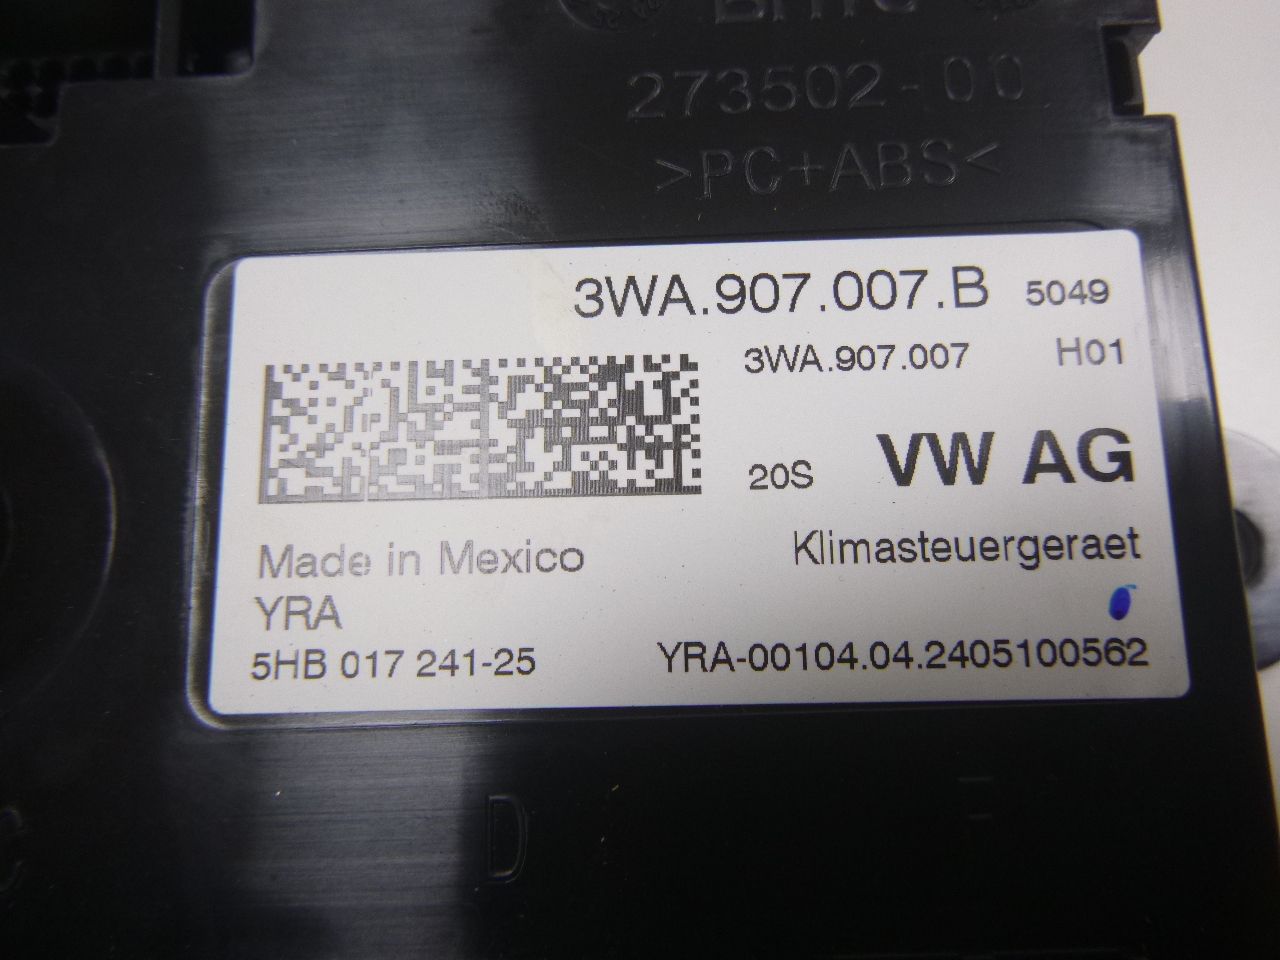 273502-00
>PC+ABS<
3WA.907.007.B 5049
3WA.907.007 H01
20S VW AG
Made in Mexico Klimasteuergeraet
YRA
5HB 017 241-25 YRA-00104.04.2405100562
D
F